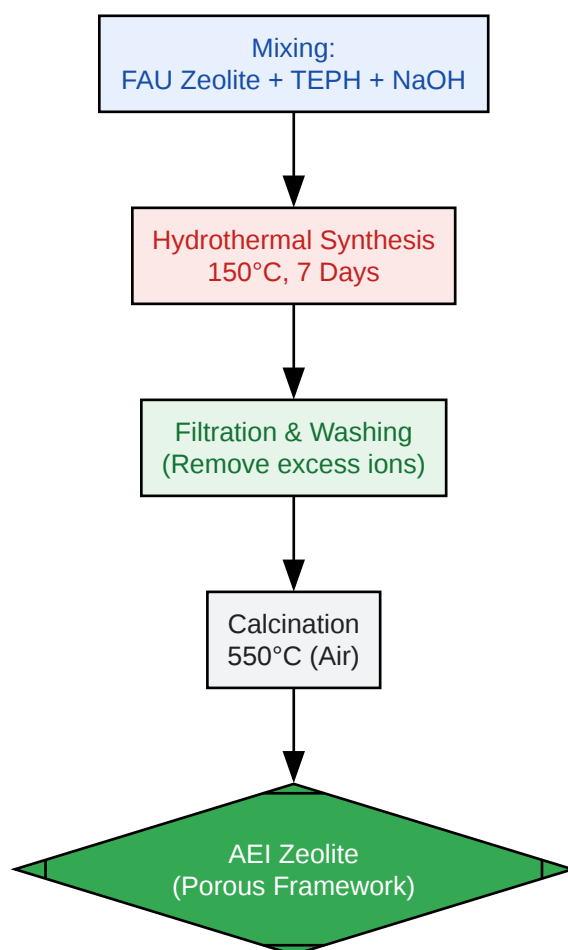 Mixing:
FAU Zeolite + TEPH + NaOH
Hydrothermal Synthesis
150°C, 7 Days
Filtration & Washing
(Remove excess ions)
Calcination
550°C (Air)
AEI Zeolite
(Porous Framework)